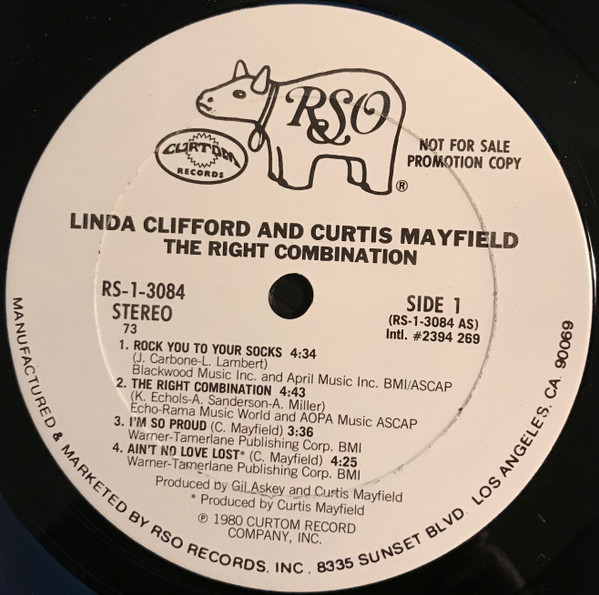 RSO
®
CURTOM
RECORDS
NOT FOR SALE
PROMOTION COPY
LINDA CLIFFORD AND CURTIS MAYFIELD
THE RIGHT COMBINATION
RS-1-3084
STEREO
73
SIDE 1
(RS-1-3084 AS)
Intl. #2394 269
1. ROCK YOU TO YOUR SOCKS 4:34
(J. Carbone-L. Lambert)
Blackwood Music Inc. and April Music Inc. BMI/ASCAP
2. THE RIGHT COMBINATION 4:43
(K. Echols-A. Sanderson-A. Miller)
Echo-Rama Music World and AOPA Music ASCAP
3. I'M SO PROUD (C. Mayfield) 3:36
Warner-Tamerlane Publishing Corp. BMI
4. AIN'T NO LOVE LOST* (C. Mayfield) 4:25
Warner-Tamerlane Publishing Corp. BMI
Produced by Gil Askey and Curtis Mayfield
* Produced by Curtis Mayfield
℗ 1980 CURTOM RECORD
COMPANY, INC.
MANUFACTURED & MARKETED BY RSO RECORDS, INC. 8335 SUNSET BLVD. LOS ANGELES, CA. 90069